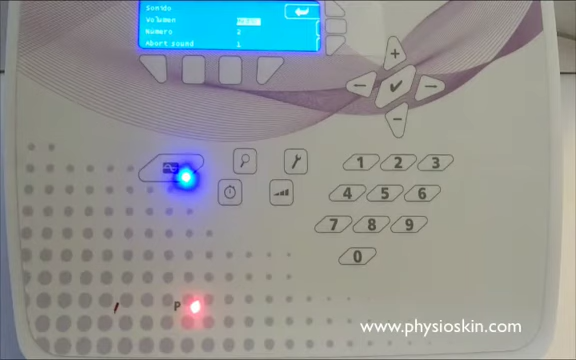 Sonido
Volumen
Numero 2
Abort sound 1
+
−
−
1 2 3
4 5 6
7 8 9
0
P
www.physioskin.com